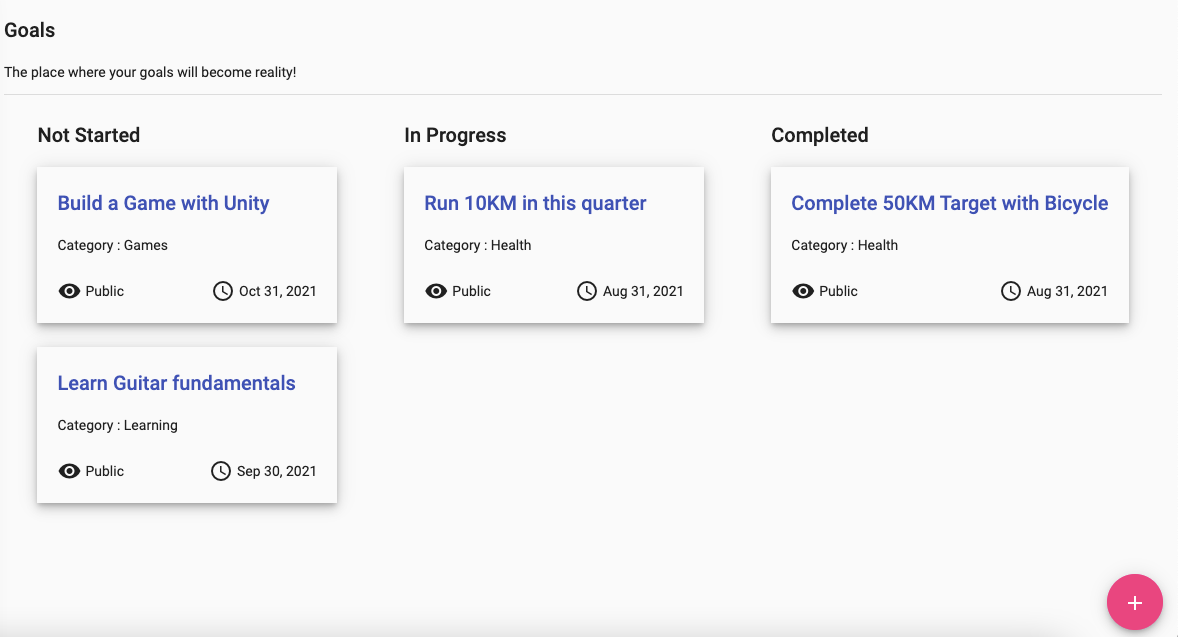 Goals
The place where your goals will become reality!
Not Started
Build a Game with Unity
Category : Games
Public
Oct 31, 2021
Learn Guitar fundamentals
Category : Learning
Public
Sep 30, 2021
In Progress
Run 10KM in this quarter
Category : Health
Public
Aug 31, 2021
Completed
Complete 50KM Target with Bicycle
Category : Health
Public
Aug 31, 2021